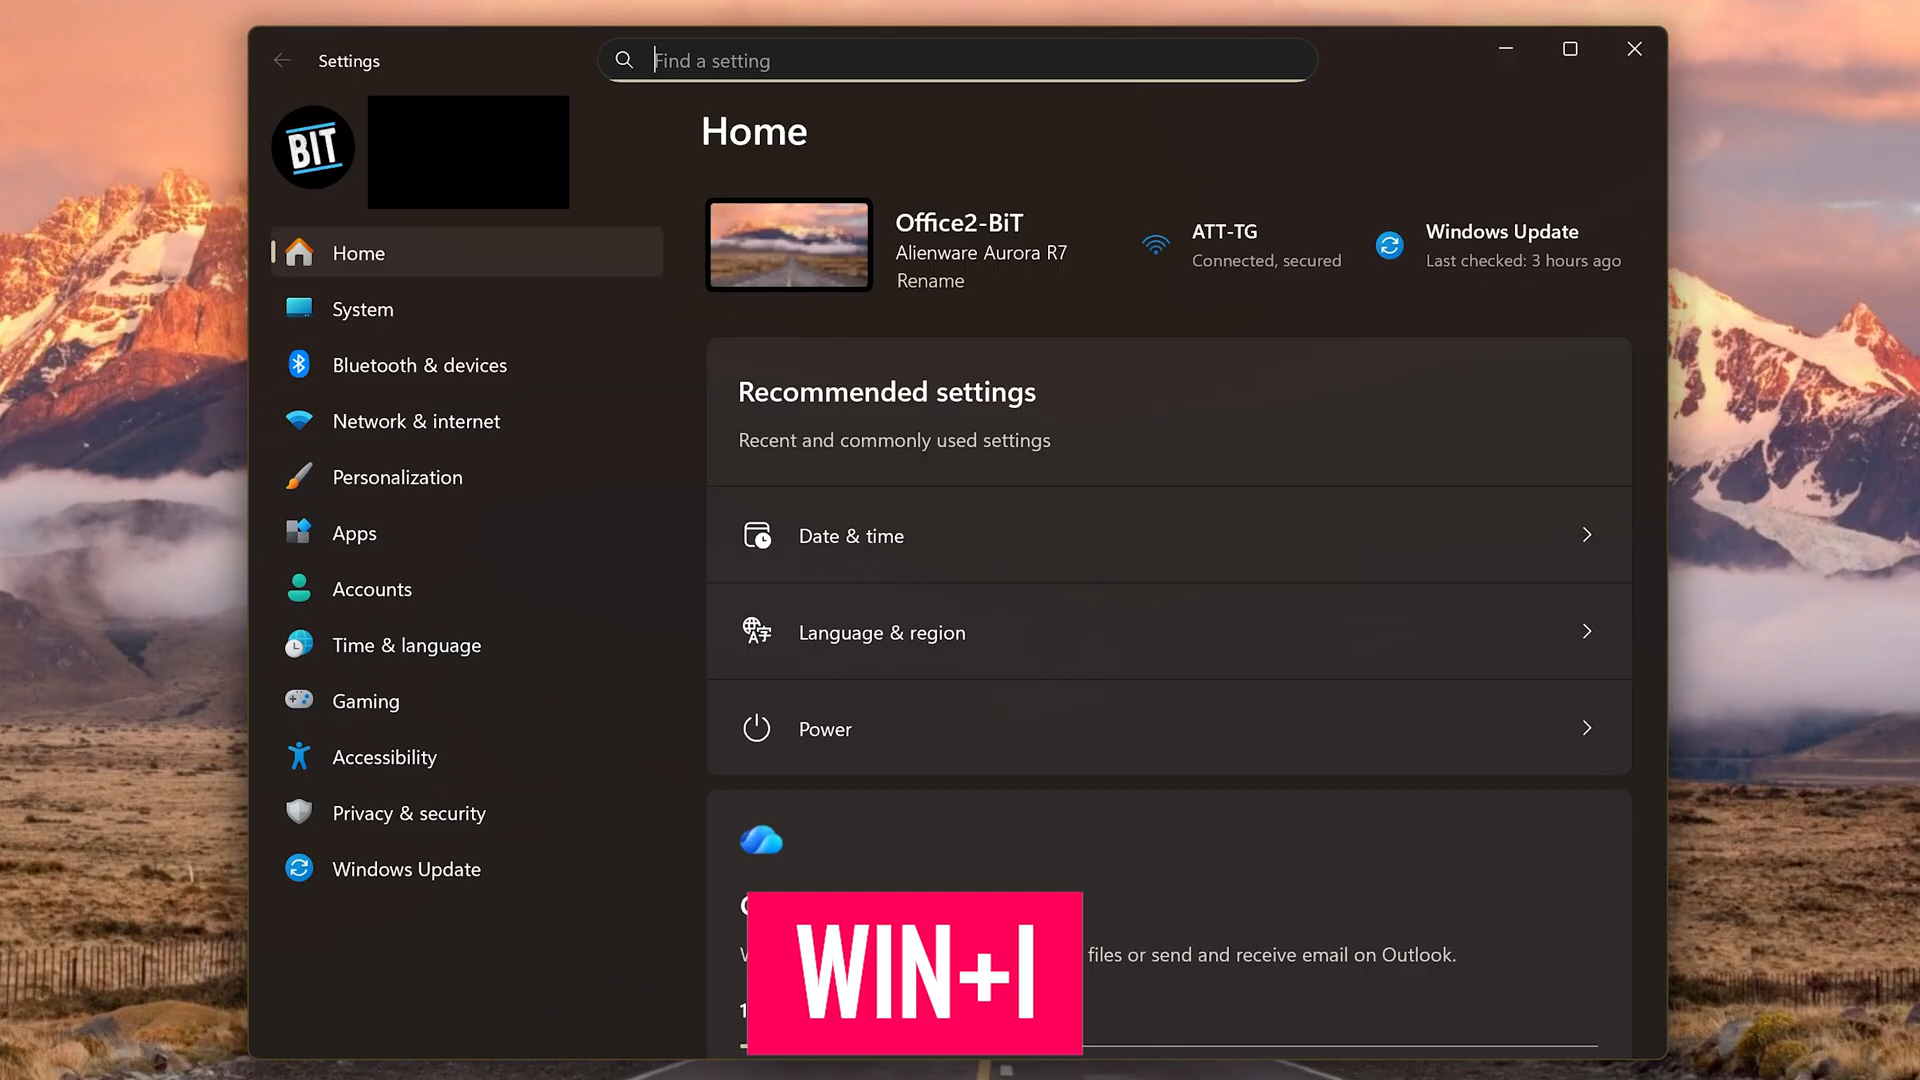 Settings
Find a setting
BIT
Home
Home
System
Bluetooth & devices
Network & internet
Personalization
Apps
Accounts
Time & language
Gaming
Accessibility
Privacy & security
Windows Update
Office2-BiT
Alienware Aurora R7
Rename
ATT-TG
Connected, secured
Windows Update
Last checked: 3 hours ago
Recommended settings
Recent and commonly used settings
Date & time
Language & region
Power
files or send and receive email on Outlook.
WIN+I